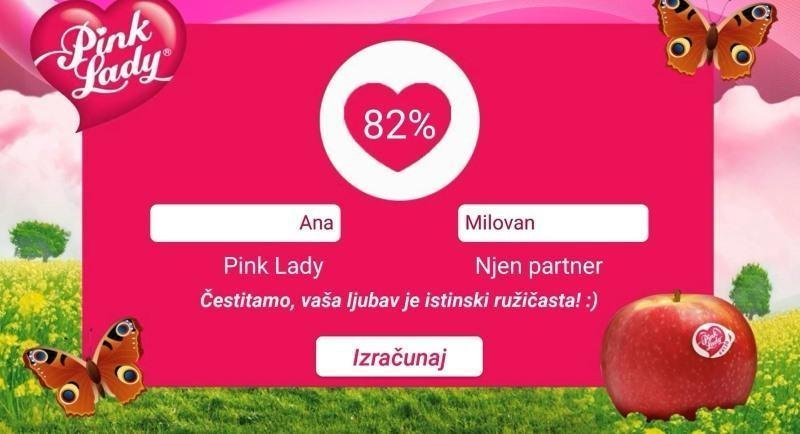 Pink
Lady®
82%
Ana Milovan
Pink Lady Njen partner
Čestitamo, vaša ljubav je istinski ružičasta! :)
Izračunaj
Pink
Lady